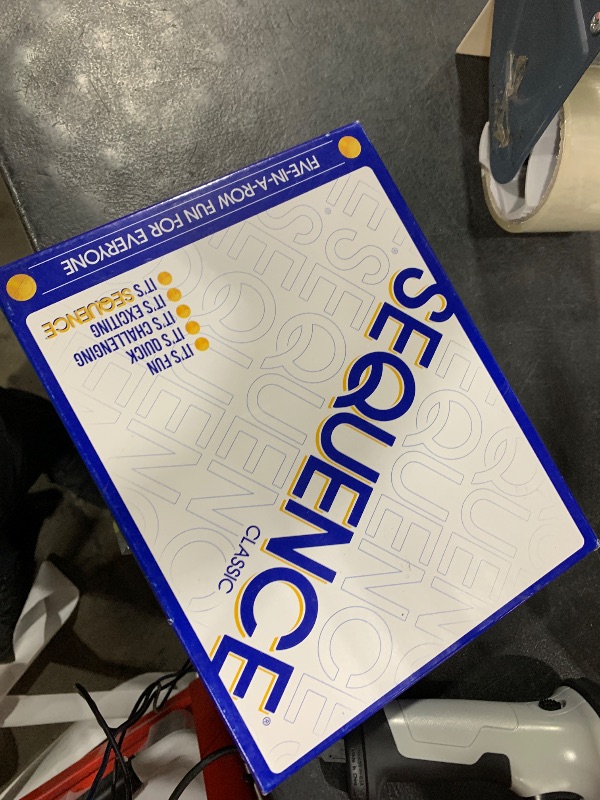 SEQUENCE®
CLASSIC
IT'S FUN
IT'S QUICK
IT'S CHALLENGING
IT'S EXCITING
IT'S SEQUENCE
FIVE-IN-A-ROW FUN FOR EVERYONE